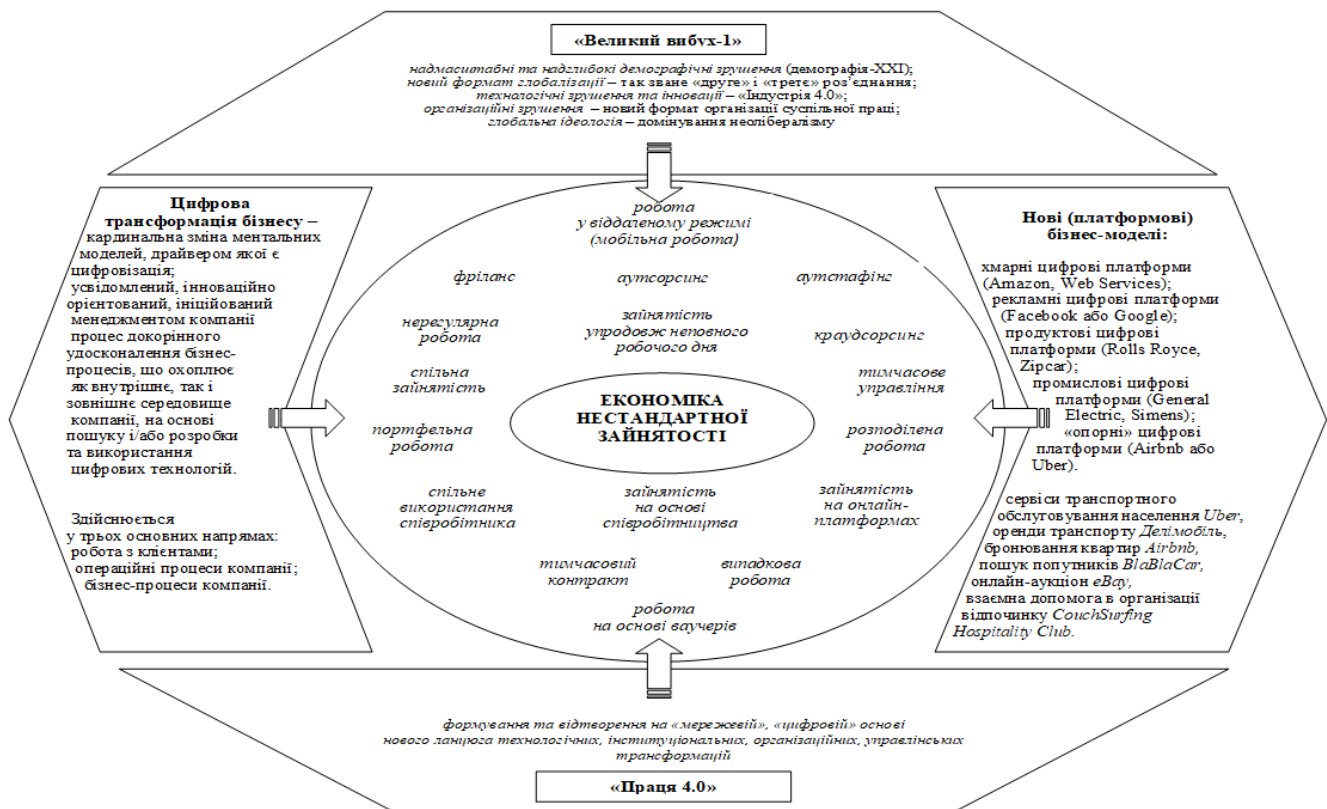 «Великий вибух-1»
надмасштабні та надглибокі демографічні зрушення (демографія-XXI);
новий формат глобалізації – так зване «друге» і «третє» роз’єднання;
технологічні зрушення та інновації – «Індустрія 4.0»;
організаційні зрушення – новий формат організації суспільної праці;
глобальна ідеологія – домінування неолібералізму
Цифрова
трансформація бізнесу –
кардинальна зміна ментальних
моделей, драйвером якої є
цифровізація;
усвідомлений, інноваційно
орієнтований, ініційований
менеджментом компанії
процес докорінного
удосконалення бізнес-
процесів, що охоплює
як внутрішнє, так і
зовнішнє середовище
компанії, на основі
пошуку і/або розробки
та використання
цифрових технологій.
Здійснюється
у трьох основних напрямах:
робота з клієнтами;
операційні процеси компанії;
бізнес-процеси компанії.
робота
у віддаленому режимі
(мобільна робота)
фріланс
аутсорсинг
аутстафінг
нерегулярна
робота
зайнятість
упродовж неповного
робочого дня
краудсорсинг
спільна
зайнятість
тимчасове
управління
ЕКОНОМІКА
НЕСТАНДАРТНОЇ
ЗАЙНЯТОСТІ
портфельна
робота
розподілена
робота
спільне
використання
співробітника
зайнятість
на основі
співробітництва
зайнятість
на онлайн-
платформах
тимчасовий
контракт
випадкова
робота
робота
на основі ваучерів
Нові (платформові)
бізнес-моделі:
хмарні цифрові платформи
(Amazon, Web Services);
рекламні цифрові платформи
(Facebook або Google);
продуктові цифрові
платформи (Rolls Royce,
Zipcar);
промислові цифрові
платформи (General
Electric, Simens);
«опорні» цифрові
платформи (Airbnb або
Uber).
сервіси транспортного
обслуговування населення Uber,
оренди транспорту Делімобіль,
бронювання квартир Airbnb,
пошук попутників BlaBlaCar,
онлайн-аукціон eBay,
взаємна допомога в організації
відпочинку CouchSurfing
Hospitality Club.
формування та відтворення на «мережевій», «цифровій» основі
нового ланцюга технологічних, інституціональних, організаційних, управлінських
трансформацій
«Праця 4.0»